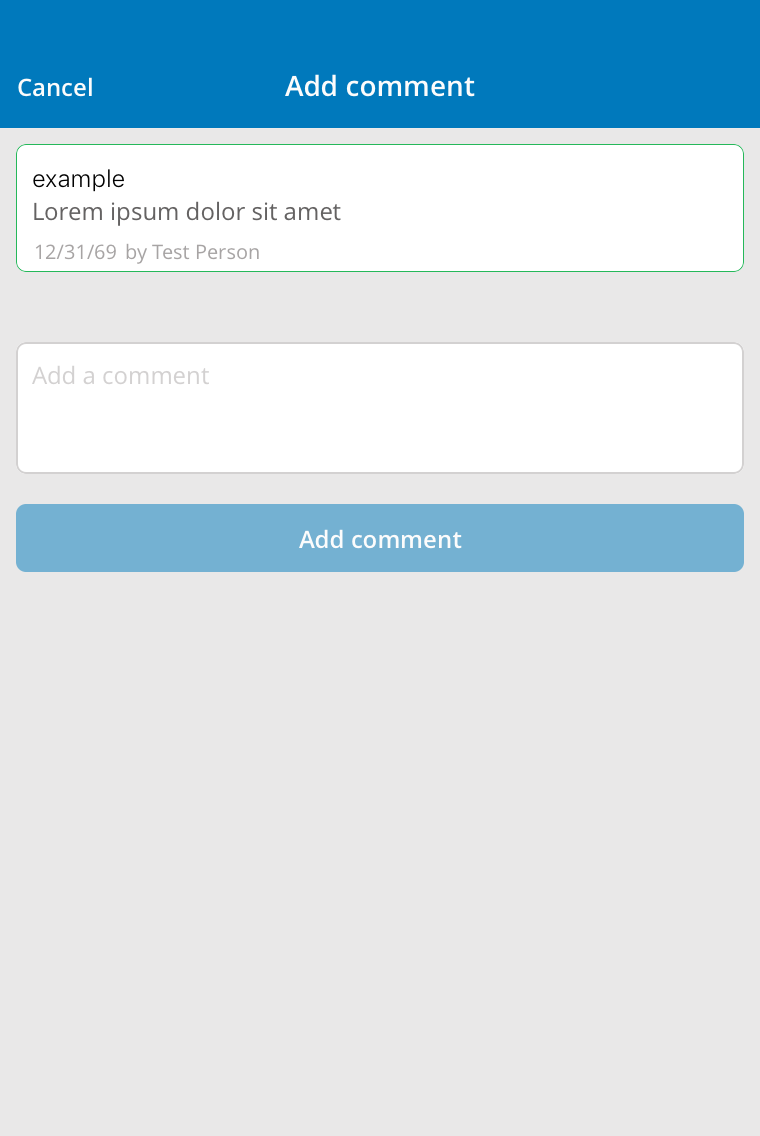 Cancel Add comment
example
Lorem ipsum dolor sit amet
12/31/69 by Test Person
Add a comment
Add comment